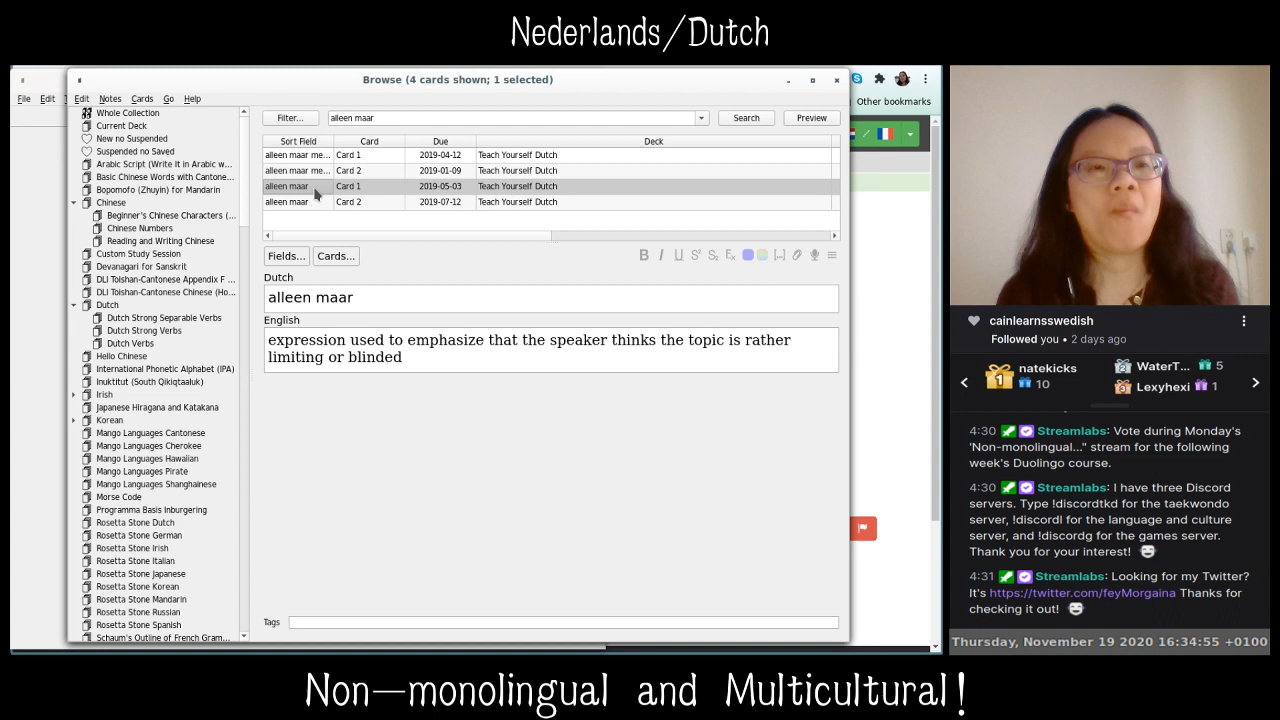 Nederlands/Dutch
Browse (4 cards shown; 1 selected)
File Edit
Edit Notes Cards Go Help
Other bookmarks
Whole Collection
Current Deck
New no Suspended
Suspended no Saved
Arabic Script (Write It in Arabic w...
Basic Chinese Words with Cantone...
Bopomofo (Zhuyin) for Mandarin
Chinese
Beginner's Chinese Characters (...
Chinese Numbers
Reading and Writing Chinese
Custom Study Session
Devanagari for Sanskrit
DLI Toishan-Cantonese Appendix F ...
DLI Toishan-Cantonese Chinese (Ho...
Dutch
Dutch Strong Separable Verbs
Dutch Strong Verbs
Dutch Verbs
Hello Chinese
International Phonetic Alphabet (IPA)
Inuktitut (South Qikiqtaaluk)
Irish
Japanese Hiragana and Katakana
Korean
Mango Languages Cantonese
Mango Languages Cherokee
Mango Languages Hawaiian
Mango Languages Pirate
Mango Languages Shanghainese
Morse Code
Programma Basis Inburgering
Rosetta Stone Dutch
Rosetta Stone German
Rosetta Stone Irish
Rosetta Stone Italian
Rosetta Stone Japanese
Rosetta Stone Korean
Rosetta Stone Mandarin
Rosetta Stone Russian
Rosetta Stone Spanish
Schaum's Outline of French Gram...
Filter... alleen maar Search Preview
Sort Field Card Due Deck
alleen maar me... Card 1 2019-04-12 Teach Yourself Dutch
alleen maar me... Card 2 2019-01-09 Teach Yourself Dutch
alleen maar Card 1 2019-05-03 Teach Yourself Dutch
alleen maar Card 2 2019-07-12 Teach Yourself Dutch
Fields... Cards...
Dutch
alleen maar
English
expression used to emphasize that the speaker thinks the topic is rather
limiting or blinded
Tags
cainlearnsswedish
Followed you • 2 days ago
1 natekicks
10
2 WaterT... 5
3 Lexyhexi 1
4:30 Streamlabs: Vote during Monday's
'Non-monolingual...' stream for the following
week's Duolingo course.
4:30 Streamlabs: I have three Discord
servers. Type !discordtkd for the taekwondo
server, !discordl for the language and culture
server, and !discordg for the games server.
Thank you for your interest!
4:31 Streamlabs: Looking for my Twitter?
It's https://twitter.com/feyMorgaina Thanks for
checking it out!
Thursday, November 19 2020 16:34:55 +0100
Non-monolingual and Multicultural!